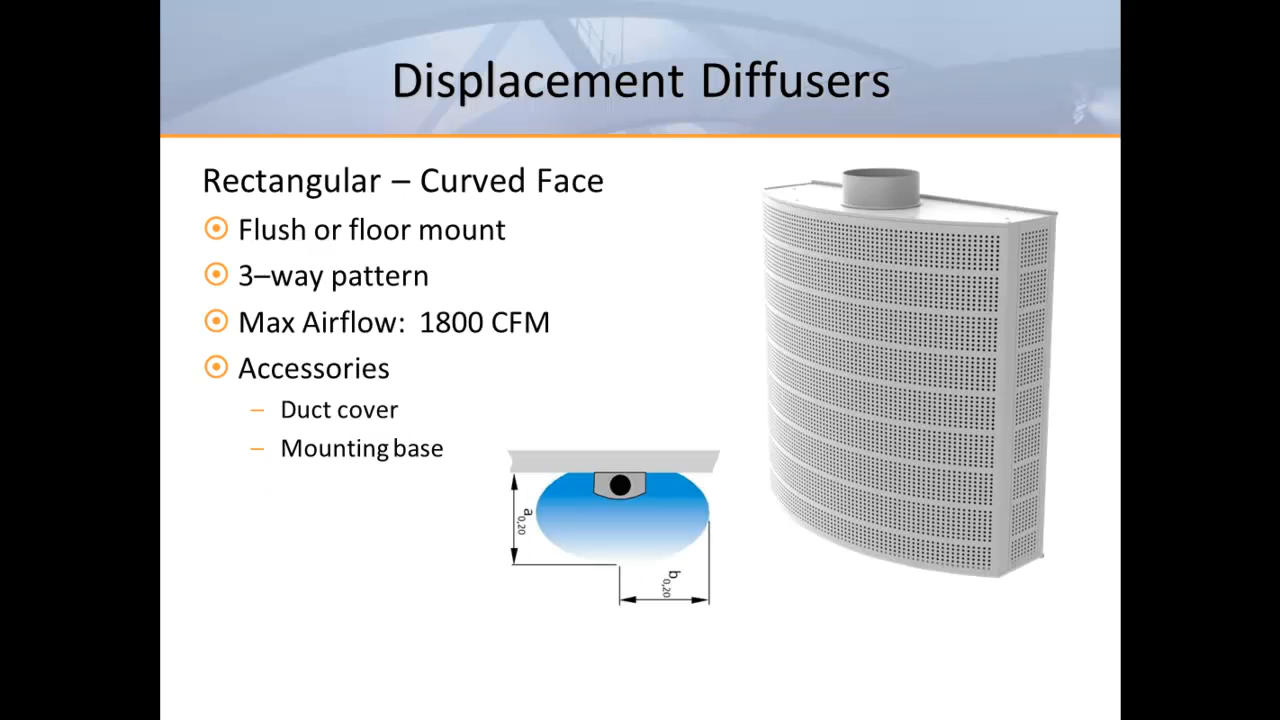 Displacement Diffusers
Rectangular – Curved Face
Flush or floor mount
3–way pattern
Max Airflow:  1800 CFM
Accessories
– Duct cover
– Mounting base
a0,20
b0,20